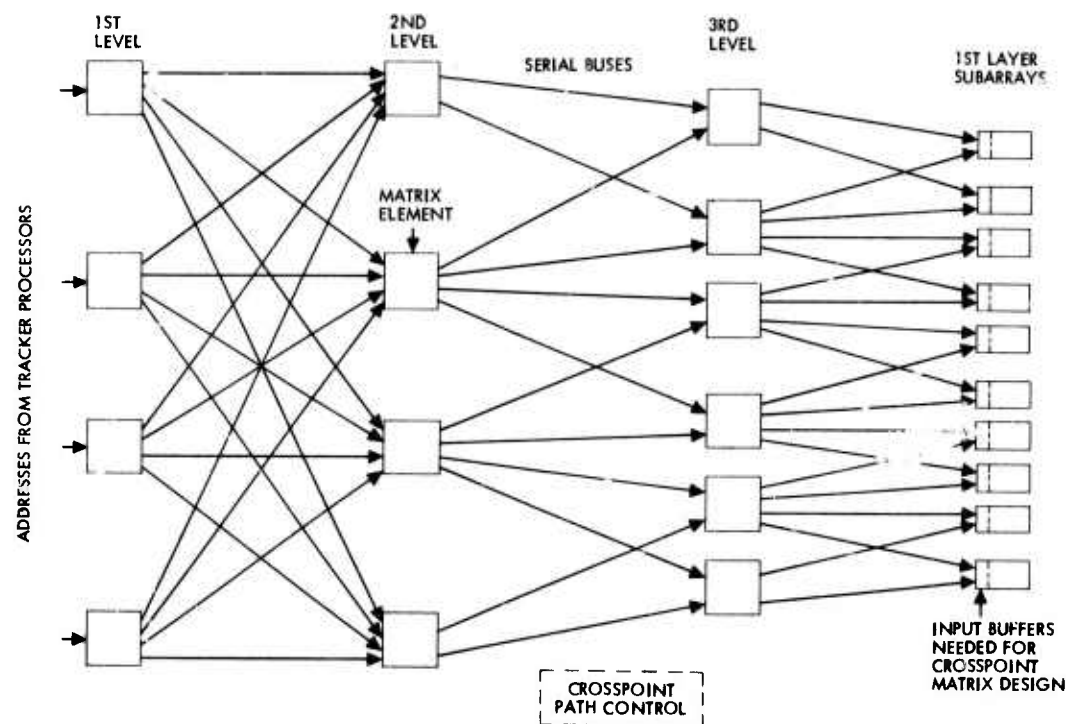 1ST
LEVEL
2ND
LEVEL
3RD
LEVEL
SERIAL BUSES
1ST LAYER
SUBARRAYS
MATRIX
ELEMENT
ADDRESSES FROM TRACKER PROCESSORS
INPUT BUFFERS
NEEDED FOR
CROSSPOINT
MATRIX DESIGN
CROSSPOINT
PATH CONTROL